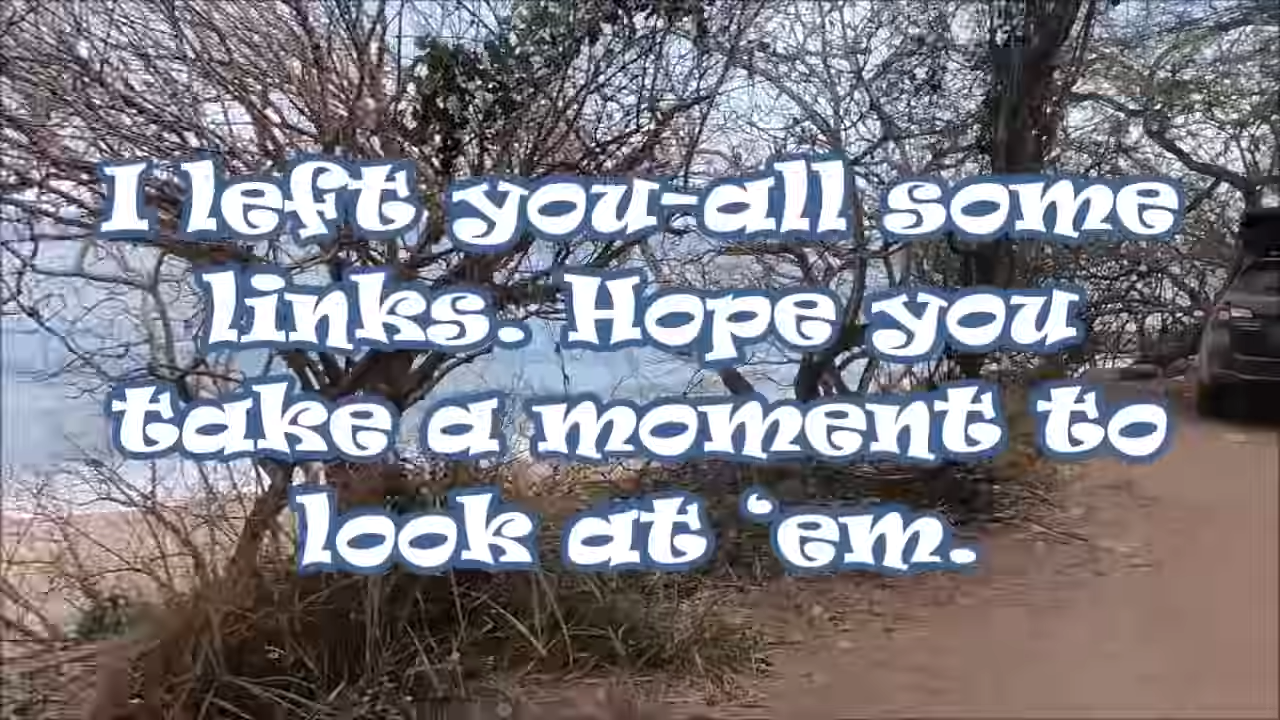 I left you-all some
links. Hope you
take a moment to
look at ‘em.